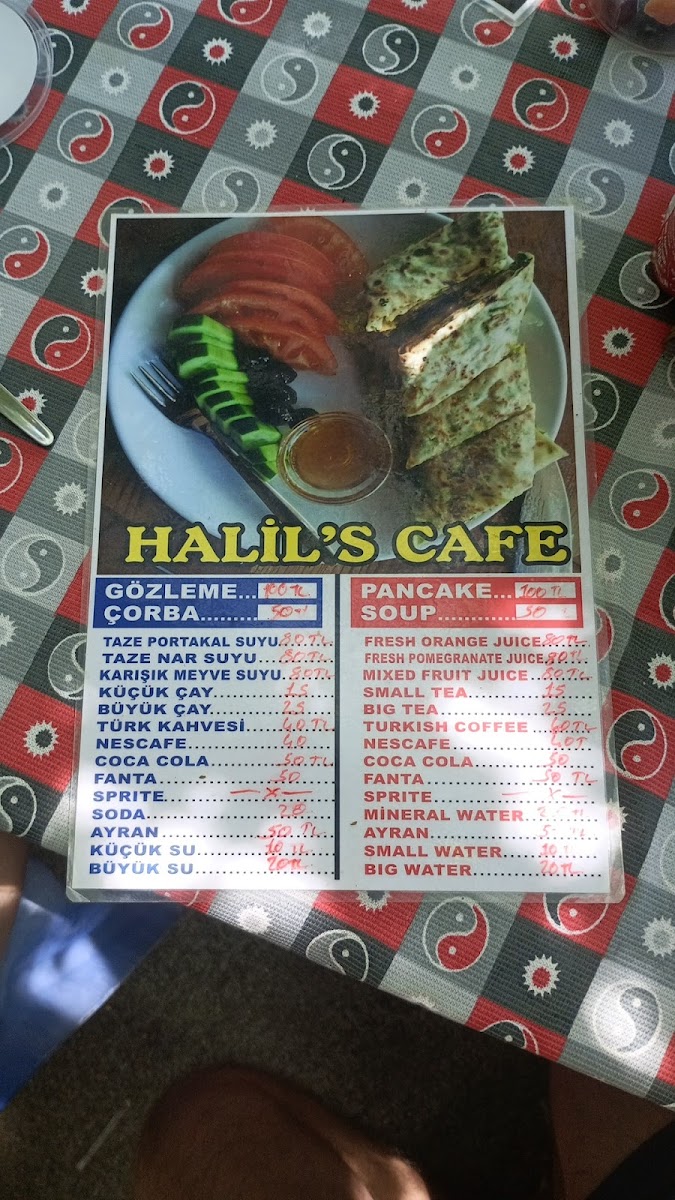 HALİL'S CAFE
GÖZLEME...100 TL
ÇORBA.........50 TL
TAZE PORTAKAL SUYU.80 TL
TAZE NAR SUYU....80 TL
KARIŞIK MEYVE SUYU.80 TL
KÜÇÜK ÇAY............15
BÜYÜK ÇAY............25
TÜRK KAHVESİ.......40 TL
NESCAFE................40
COCA COLA............50 TL
FANTA....................50
SPRITE.......— x —
SODA.....................
AYRAN...................50 TL
KÜÇÜK SU..............10 TL
BÜYÜK SU..............20 TL
PANCAKE...100 TL
SOUP.............50
FRESH ORANGE JUICE.80 TL
FRESH POMEGRANATE JUICE.80 TL
MIXED FRUIT JUICE..80 TL
SMALL TEA............15
BIG TEA.................25
TURKISH COFFEE...40 TL
NESCAFE................40 T
COCA COLA............50
FANTA....................50 TL
SPRITE.......— x —
MINERAL WATER.....TL
AYRAN...................TL
SMALL WATER........10 T
BIG WATER............20 TL